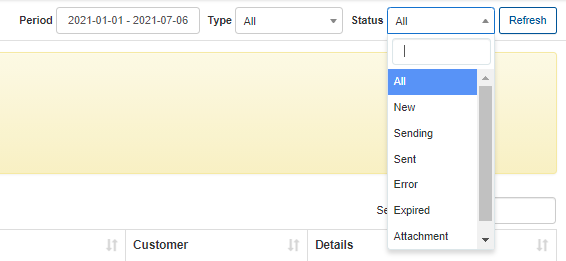 Period 2021-01-01 - 2021-07-06 Type All Status All Refresh
All
New
Sending
Sent
Error
Expired
Attachment
Se
Customer Details